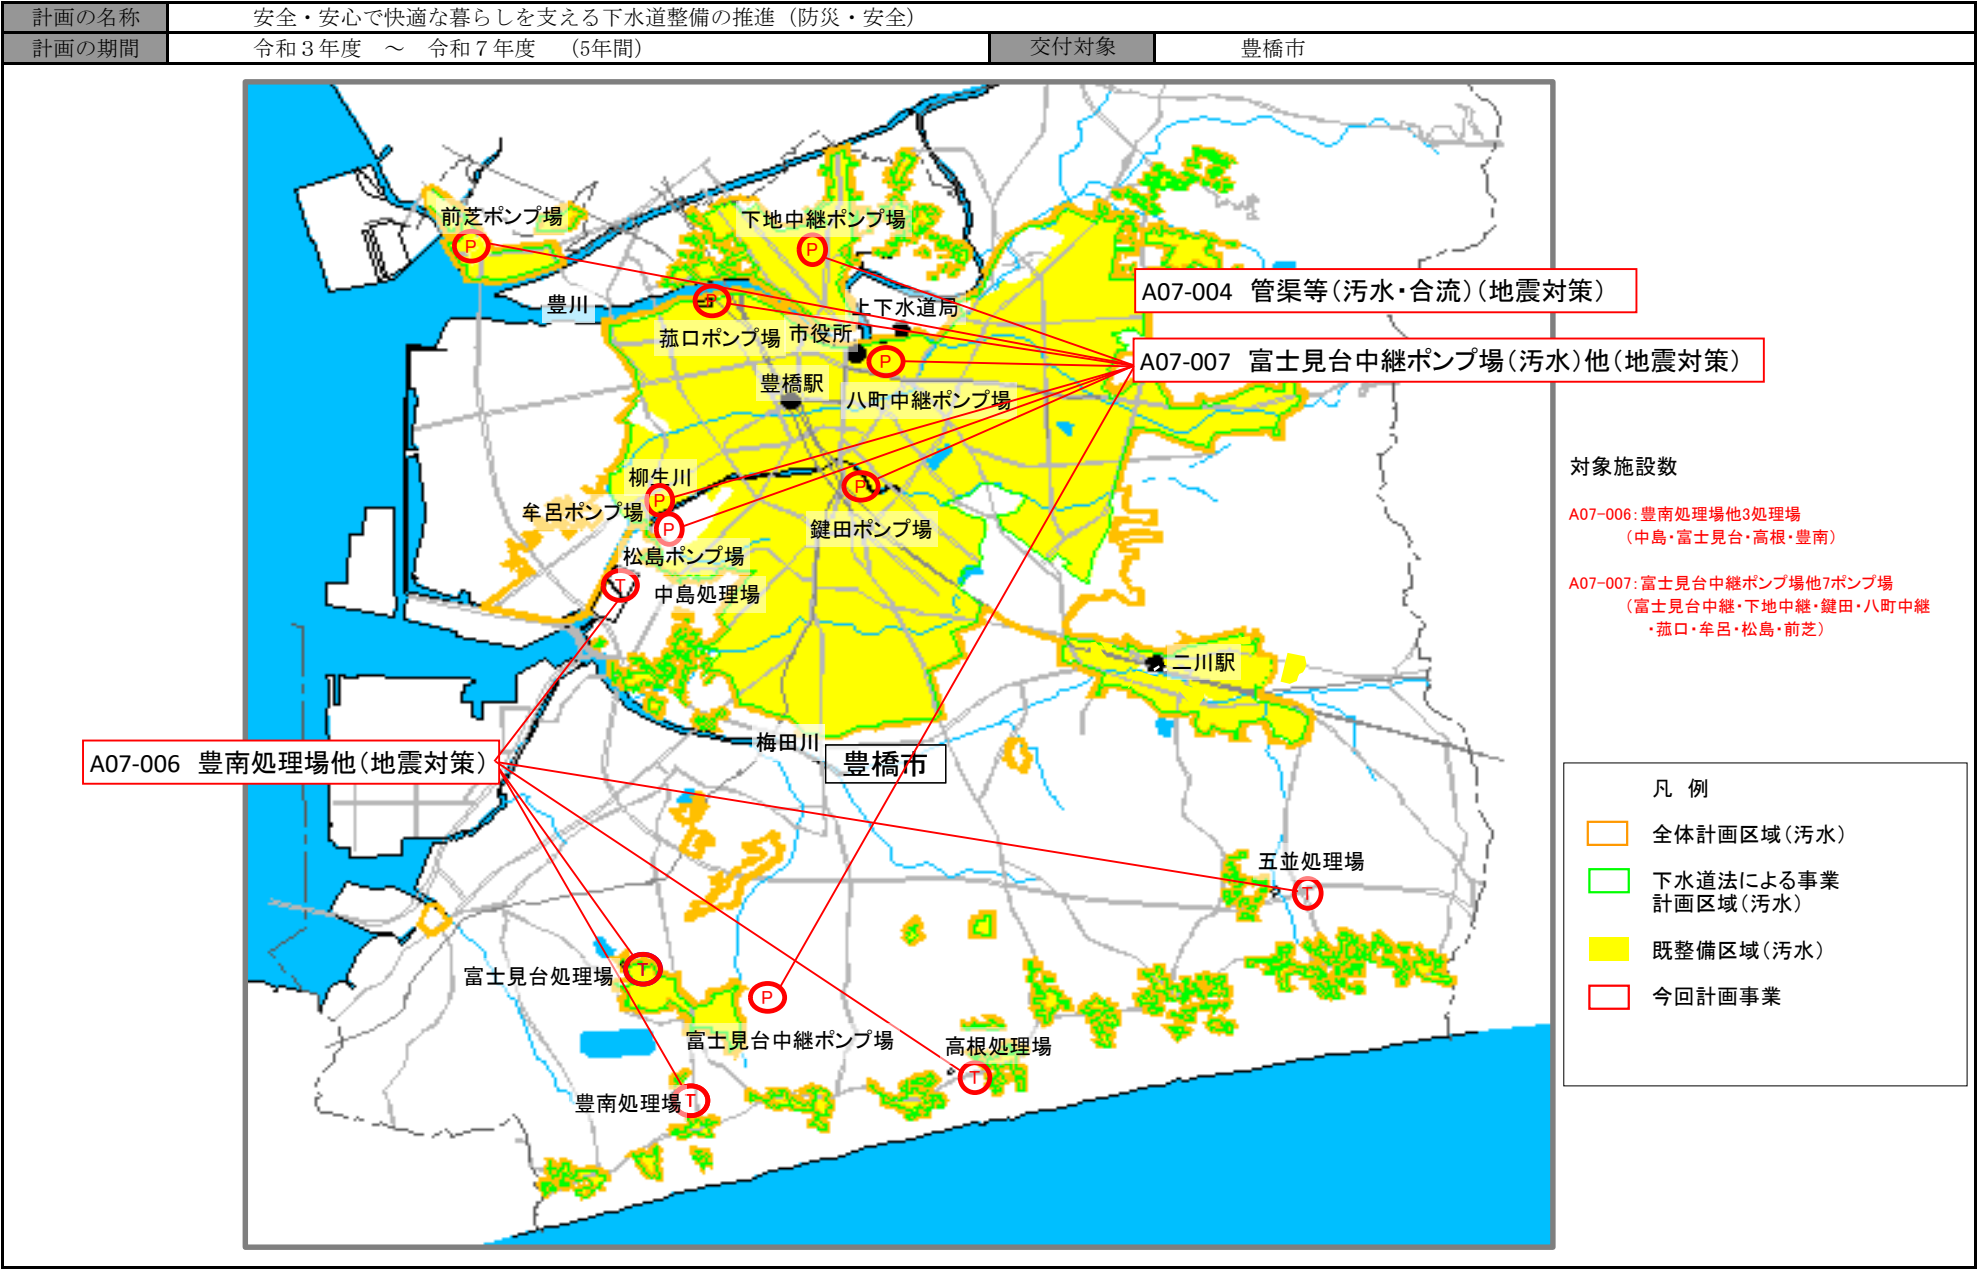 計画の名称 安全・安心で快適な暮らしを支える下水道整備の推進（防災・安全）
計画の期間 令和３年度　～　令和７年度　（5年間） 交付対象 豊橋市
前芝ポンプ場
P
下地中継ポンプ場
P
豊川
P
菰口ポンプ場
市役所
上下水道局
P
八町中継ポンプ場
豊橋駅
A07-004　管渠等（汚水・合流）（地震対策）
A07-007　富士見台中継ポンプ場（汚水）他（地震対策）
柳生川
P
牟呂ポンプ場
P
松島ポンプ場
P
鍵田ポンプ場
T
中島処理場
二川駅
梅田川
豊橋市
A07-006　豊南処理場他（地震対策）
五並処理場
T
T
富士見台処理場
P
富士見台中継ポンプ場
高根処理場
T
豊南処理場
T
対象施設数
A07-006：豊南処理場他3処理場
（中島・富士見台・高根・豊南）
A07-007：富士見台中継ポンプ場他7ポンプ場
（富士見台中継・下地中継・鍵田・八町中継
・菰口・牟呂・松島・前芝）
凡　例
全体計画区域（汚水）
下水道法による事業
計画区域（汚水）
既整備区域（汚水）
今回計画事業